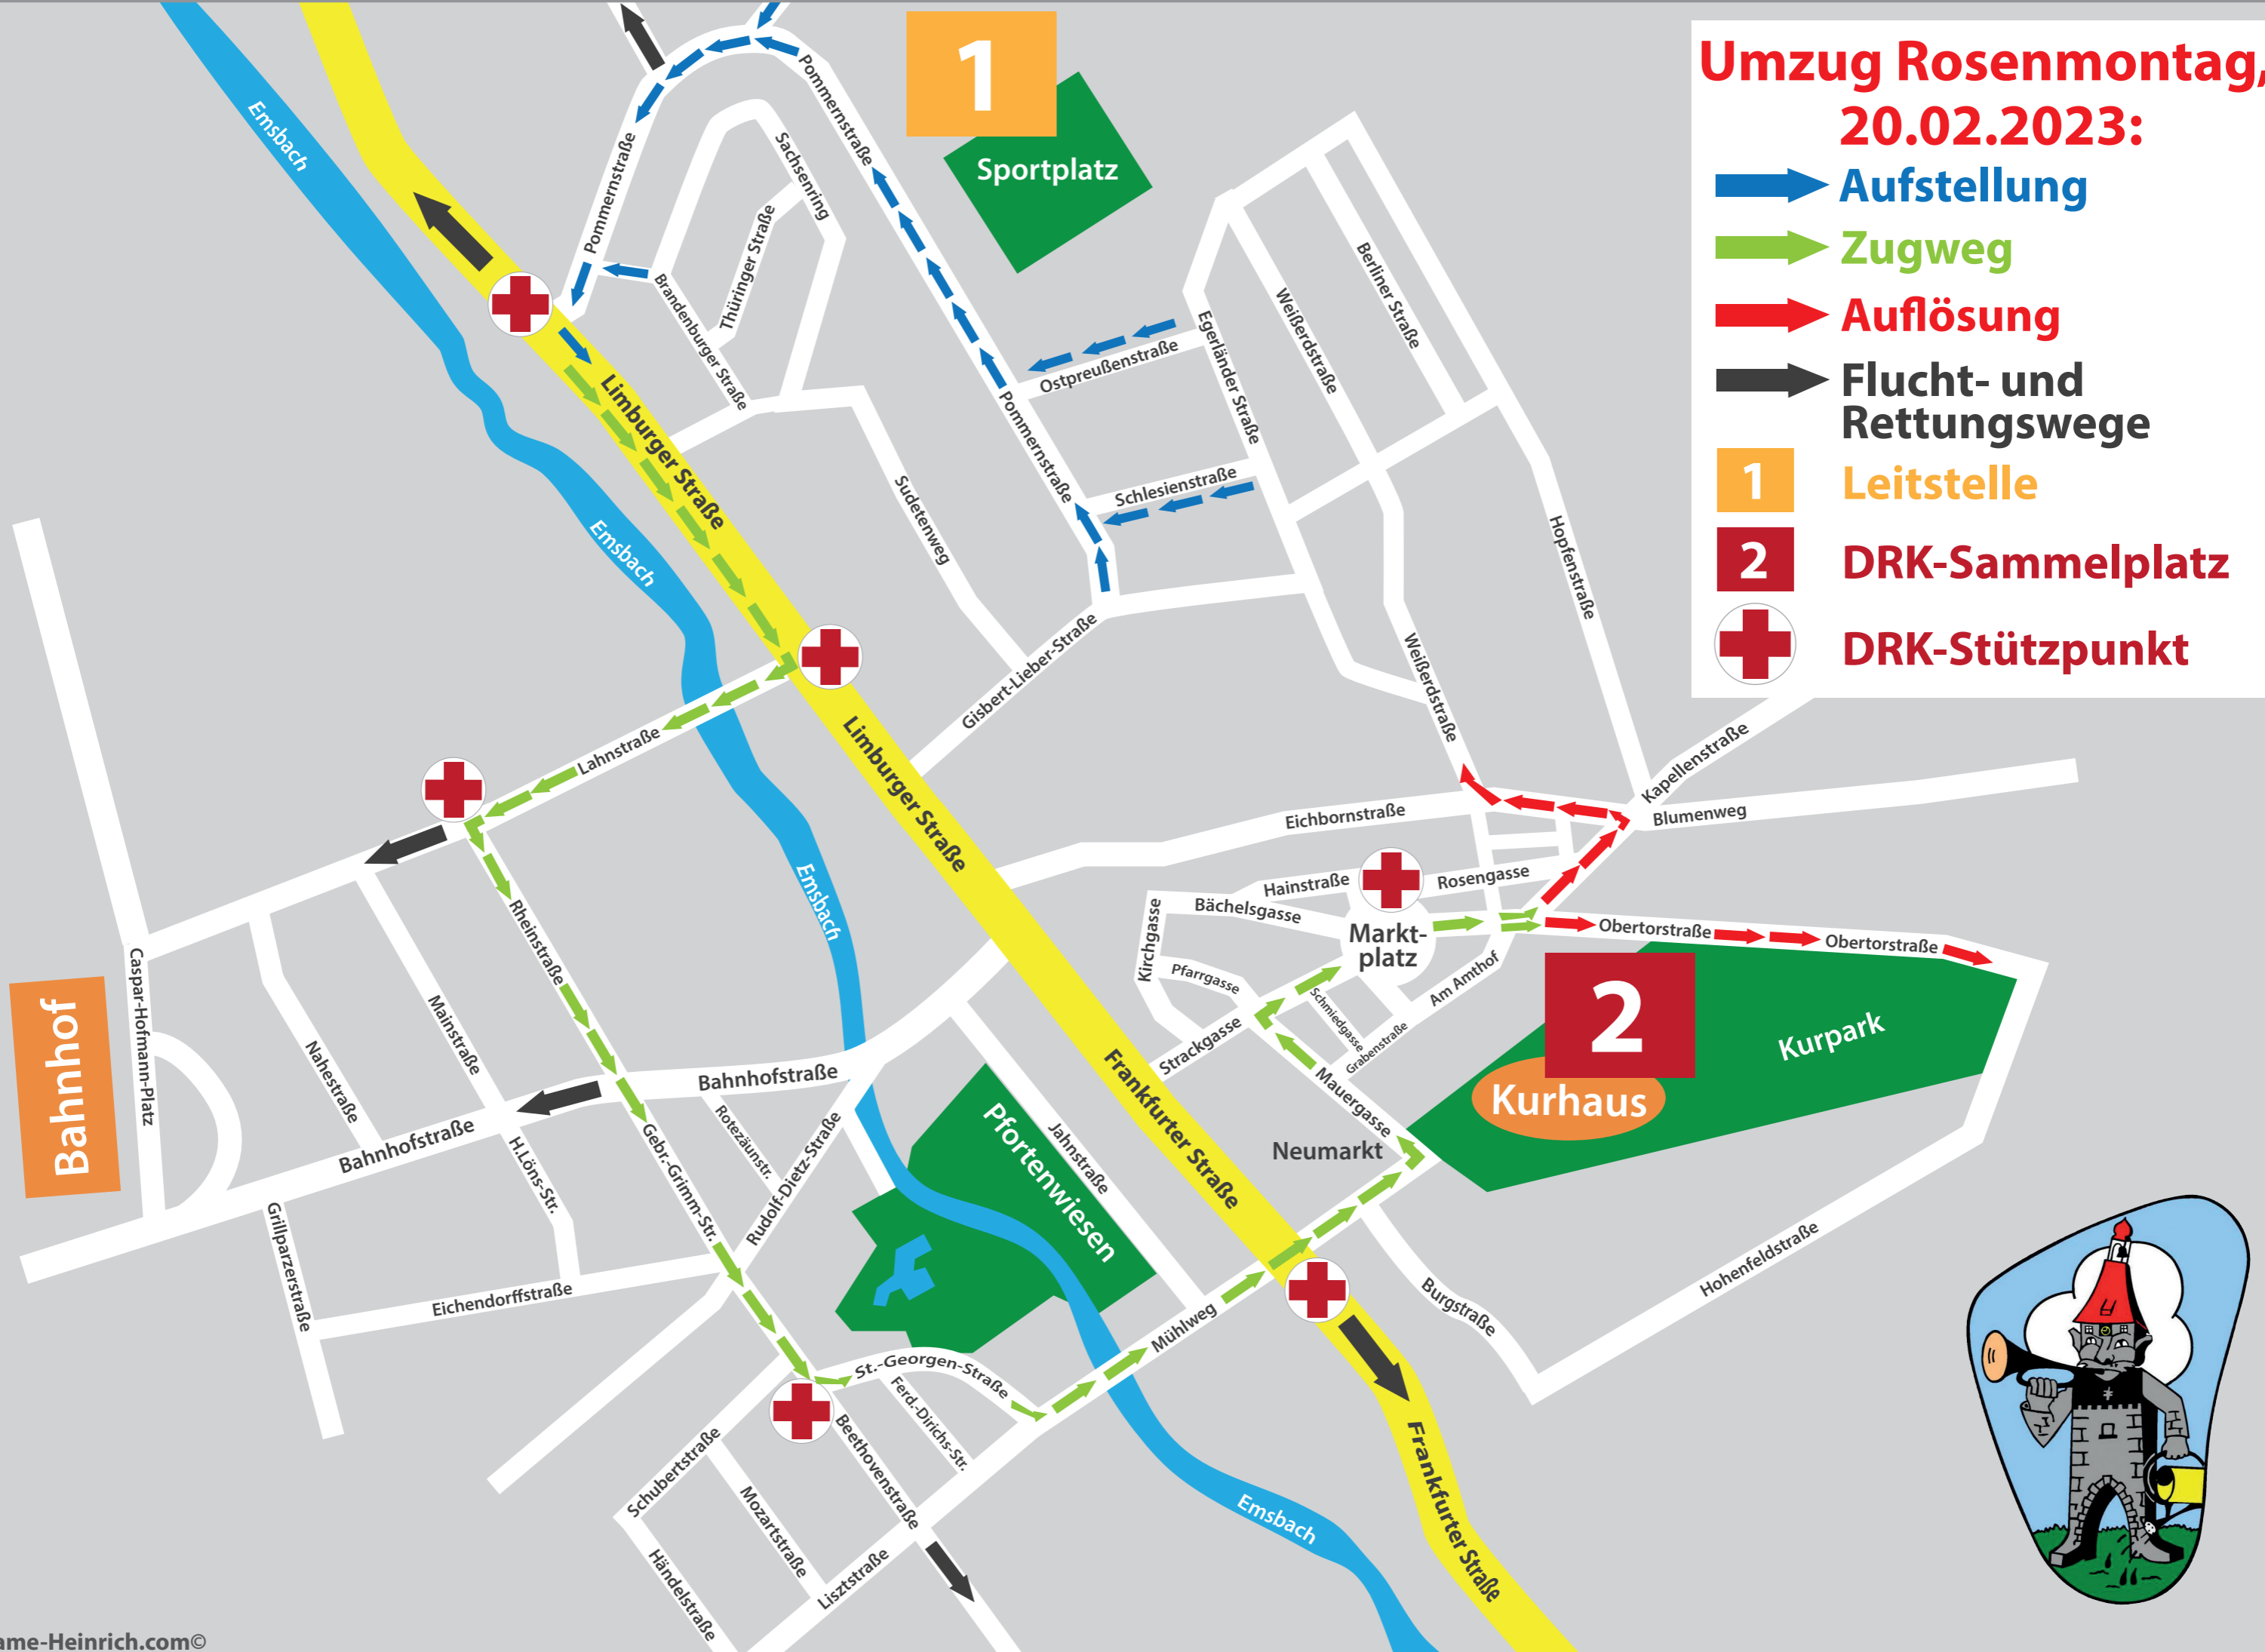 Umzug Rosenmontag,
20.02.2023:
Aufstellung
Zugweg
Auflösung
Flucht- und
Rettungswege
1
Leitstelle
2
DRK-Sammelplatz
DRK-Stützpunkt
1
Sportplatz
Emsbach
Pommernstraße
Pommernstraße
Sachsenring
Thüringer Straße
Brandenburger Straße
Limburger Straße
Ostpreußenstraße
Pommernstraße
Egerländer Straße
Weißerdstraße
Berliner Straße
Schlesienstraße
Sudetenweg
Hopfenstraße
Emsbach
Gisbert-Lieber-Straße
Weißerdstraße
Lahnstraße
Limburger Straße
Kapellenstraße
Blumenweg
Eichbornstraße
Emsbach
Hainstraße
Rosengasse
Bächelsgasse
Kirchgasse
Markt-
platz
Obertorstraße
Obertorstraße
Pfarrgasse
Schmiedgasse
Am Amthof
Grabenstraße
Strackgasse
Rheinstraße
Caspar-Hofmann-Platz
Bahnhof
Mainstraße
Nahestraße
Bahnhofstraße
Bahnhofstraße
Rotezäunstr.
H.Löns-Str.
Gebr.-Grimm-Str.
Rudolf-Dietz-Straße
Pfortenwiesen
Jahnstraße
Frankfurter Straße
Mauergasse
Neumarkt
2
Kurhaus
Kurpark
Grillparzerstraße
Eichendorffstraße
Mühlweg
Burgstraße
Hohenfeldstraße
St.-Georgen-Straße
Ferd.-Dirichs-Str.
Beethovenstraße
Schubertstraße
Mozartstraße
Händelstraße
Lisztstraße
Emsbach
Frankfurter Straße
ame-Heinrich.com©